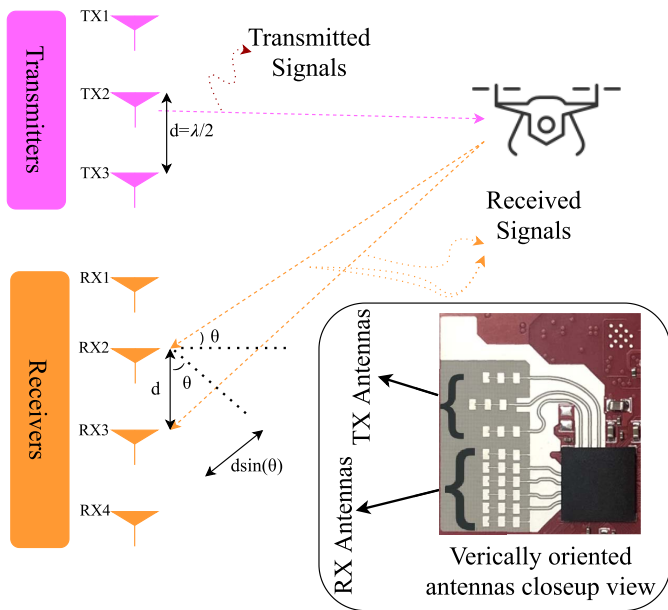 Transmitters
TX1
TX2
TX3
d=λ/2
Transmitted
Signals
Received
Signals
Receivers
RX1
RX2
RX3
RX4
θ
θ
d
dsin(θ)
TX Antennas
RX Antennas
Verically oriented
antennas closeup view